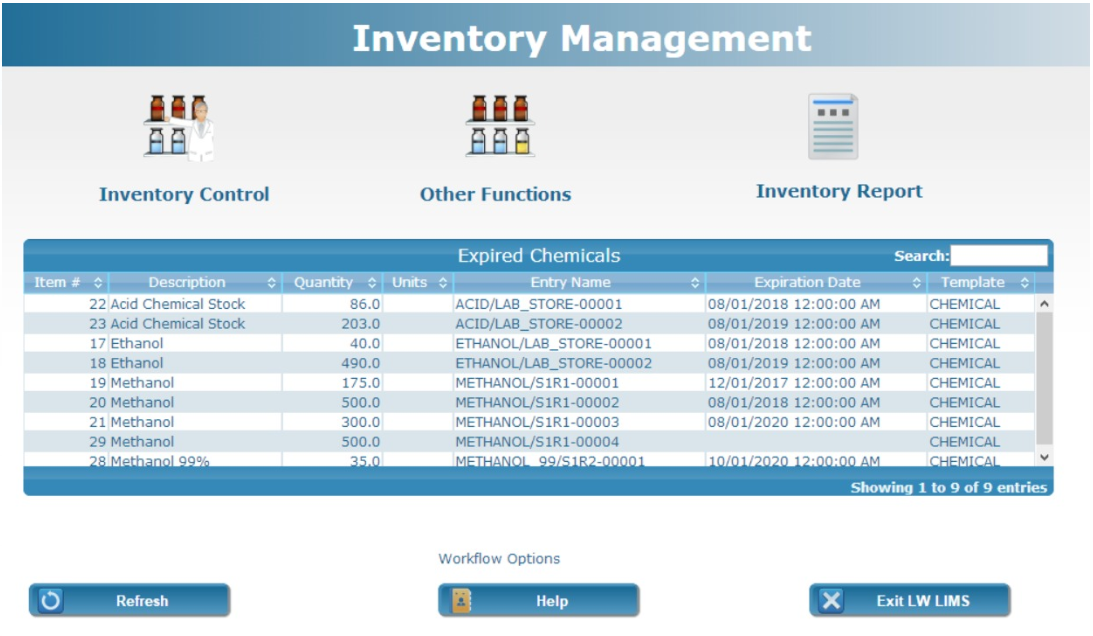 Inventory Management
Inventory Control Other Functions Inventory Report
Expired Chemicals Search:
Item # Description Quantity Units Entry Name Expiration Date Template
22 Acid Chemical Stock 86.0 ACID/LAB_STORE-00001 08/01/2018 12:00:00 AM CHEMICAL
23 Acid Chemical Stock 203.0 ACID/LAB_STORE-00002 08/01/2019 12:00:00 AM CHEMICAL
17 Ethanol 40.0 ETHANOL/LAB_STORE-00001 08/01/2018 12:00:00 AM CHEMICAL
18 Ethanol 490.0 ETHANOL/LAB_STORE-00002 08/01/2019 12:00:00 AM CHEMICAL
19 Methanol 175.0 METHANOL/S1R1-00001 12/01/2017 12:00:00 AM CHEMICAL
20 Methanol 500.0 METHANOL/S1R1-00002 08/01/2018 12:00:00 AM CHEMICAL
21 Methanol 300.0 METHANOL/S1R1-00003 08/01/2020 12:00:00 AM CHEMICAL
29 Methanol 500.0 METHANOL/S1R1-00004 CHEMICAL
28 Methanol 99% 35.0 METHANOL_99/S1R2-00001 10/01/2020 12:00:00 AM CHEMICAL
Showing 1 to 9 of 9 entries
Workflow Options
Refresh Help Exit LW LIMS